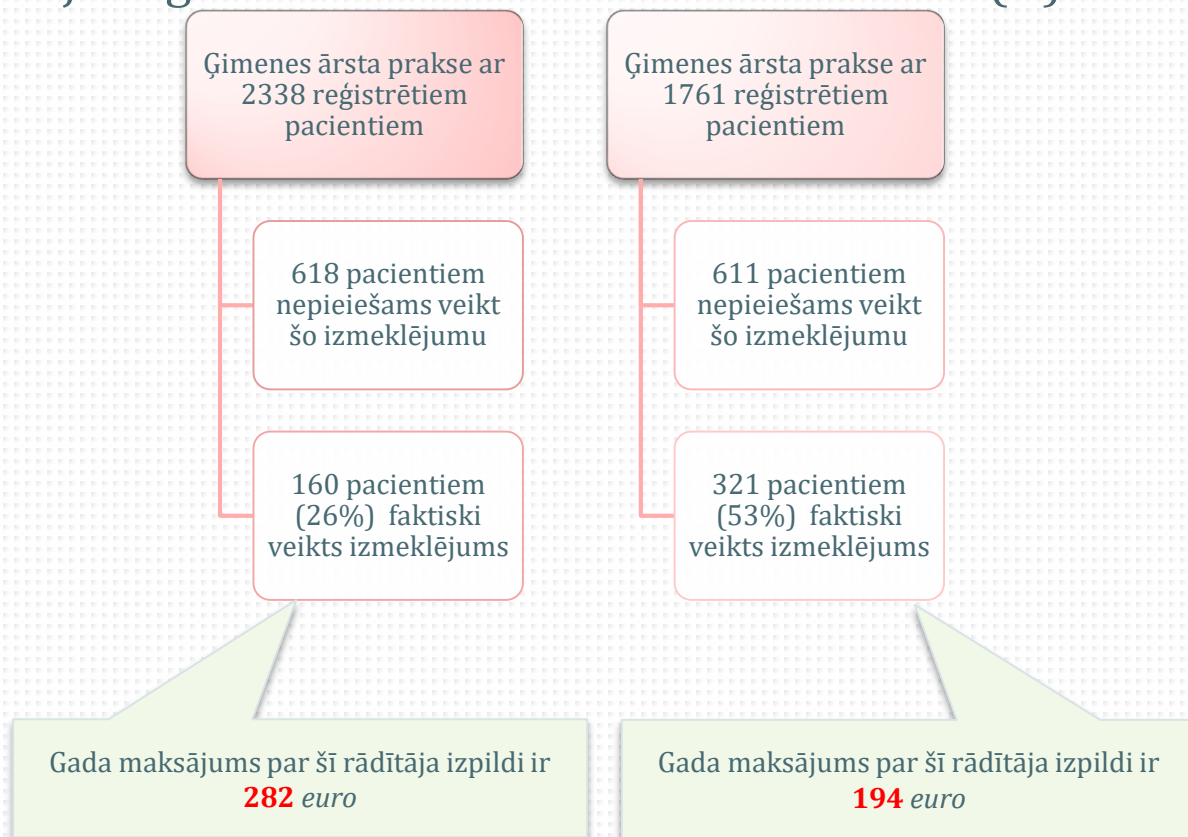 Ģimenes ārsta prakse ar
2338 reģistrētiem
pacientiem
618 pacientiem
nepieiešams veikt
šo izmeklējumu
160 pacientiem
(26%) faktiski
veikts izmeklējums
Gada maksājums par šī rādītāja izpildi ir
282 euro
Ģimenes ārsta prakse ar
1761 reģistrētiem
pacientiem
611 pacientiem
nepieiešams veikt
šo izmeklējumu
321 pacientiem
(53%) faktiski
veikts izmeklējums
Gada maksājums par šī rādītāja izpildi ir
194 euro